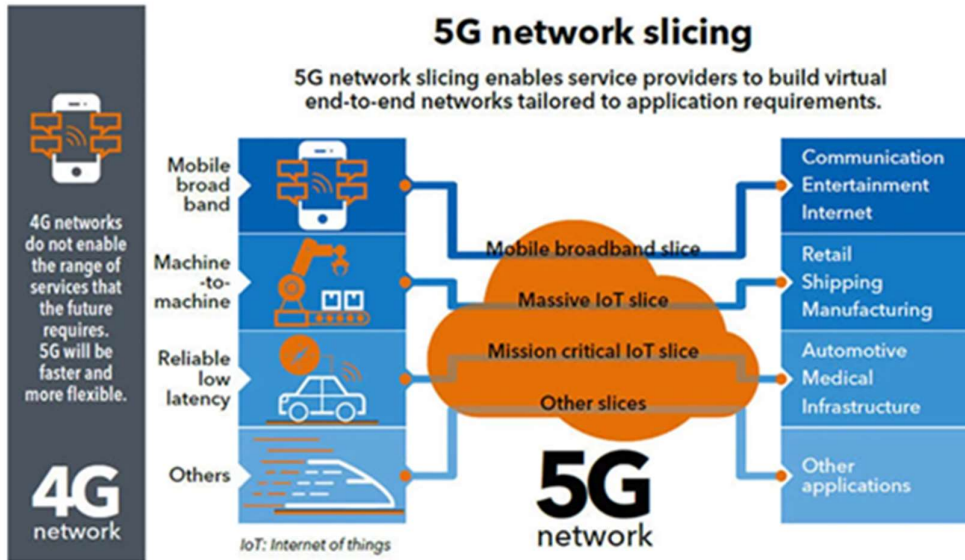 5G network slicing
5G network slicing enables service providers to build virtual
end-to-end networks tailored to application requirements.
4G networks
do not enable
the range of
services that
the future
requires.
5G will be
faster and
more flexible.
4G
network
Mobile
broad
band
Machine
-to-
machine
Reliable
low
latency
Others
Mobile broadband slice
Massive IoT slice
Mission critical IoT slice
Other slices
5G
network
Communication
Entertainment
Internet
Retail
Shipping
Manufacturing
Automotive
Medical
Infrastructure
Other
applications
IoT: Internet of things